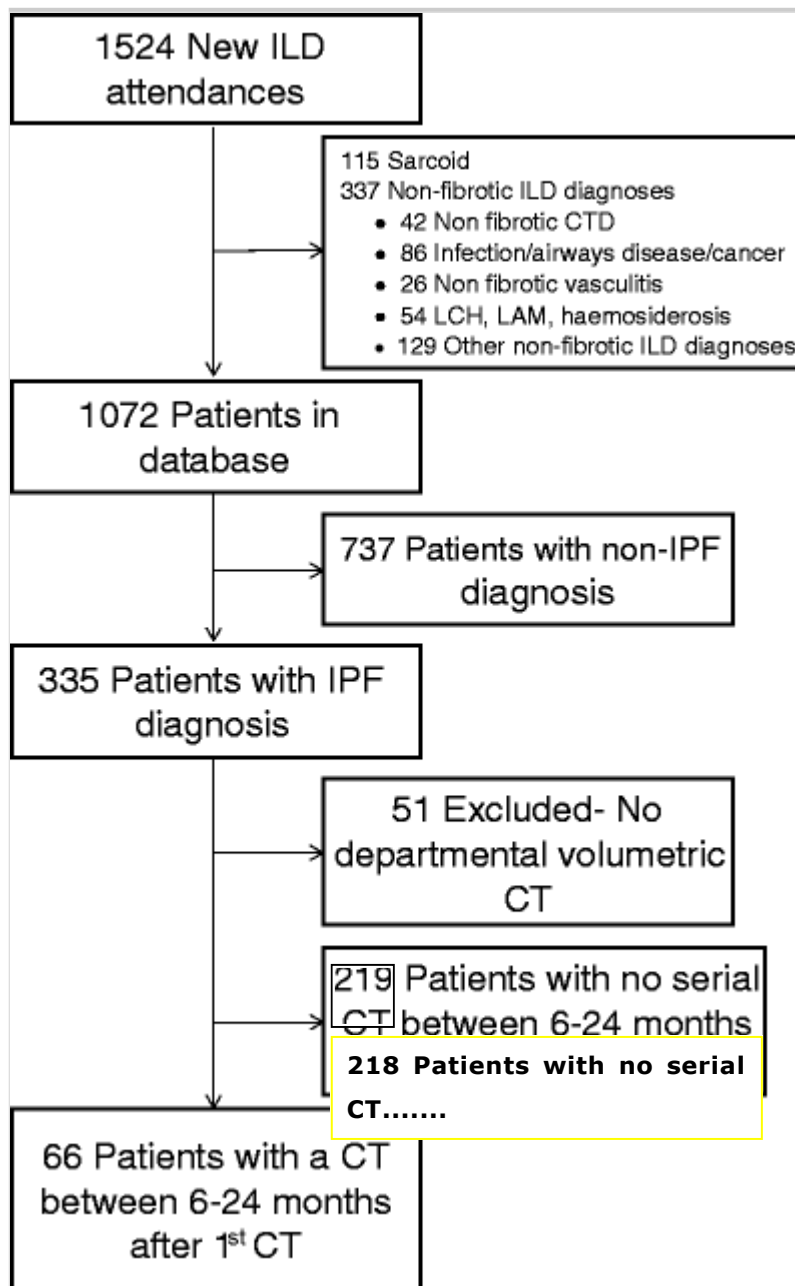 1524 New ILD
attendances
115 Sarcoid
337 Non-fibrotic ILD diagnoses
• 42 Non fibrotic CTD
• 86 Infection/airways disease/cancer
• 26 Non fibrotic vasculitis
• 54 LCH, LAM, haemosiderosis
• 129 Other non-fibrotic ILD diagnoses
1072 Patients in
database
737 Patients with non-IPF
diagnosis
335 Patients with IPF
diagnosis
51 Excluded- No
departmental volumetric
CT
219 Patients with no serial
CT between 6-24 months
218 Patients with no serial
CT.......
66 Patients with a CT
between 6-24 months
after 1st CT